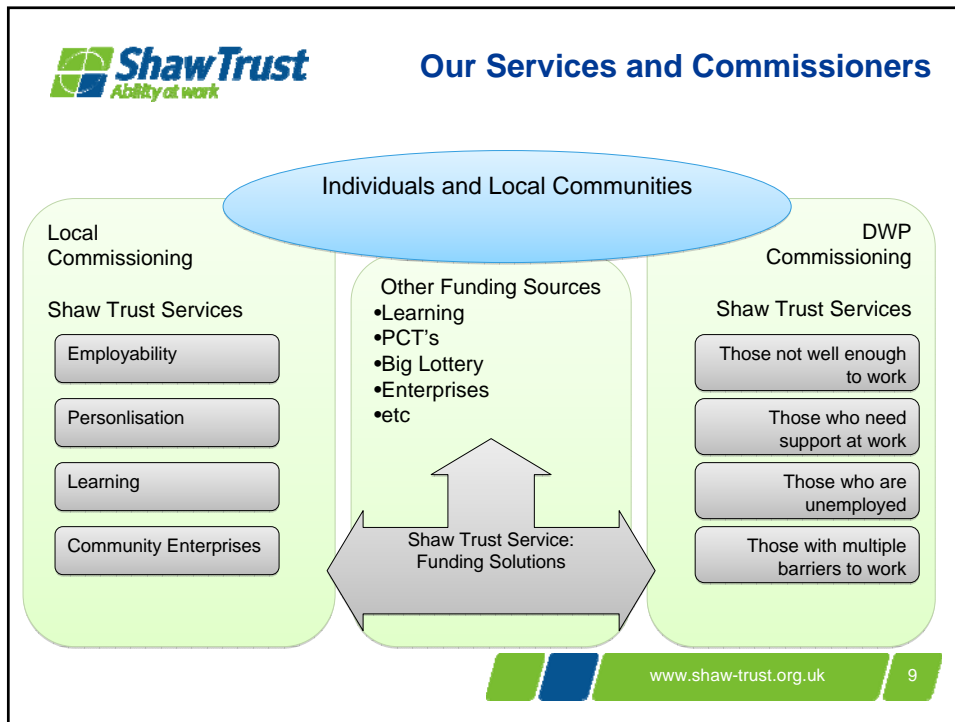 Shaw Trust
Ability at work
Our Services and Commissioners
Individuals and Local Communities
Local
Commissioning
Shaw Trust Services
Employability
Personlisation
Learning
Community Enterprises
Other Funding Sources
•Learning
•PCT's
•Big Lottery
•Enterprises
•etc
Shaw Trust Service:
Funding Solutions
DWP
Commissioning
Shaw Trust Services
Those not well enough
to work
Those who need
support at work
Those who are
unemployed
Those with multiple
barriers to work
www.shaw-trust.org.uk
9